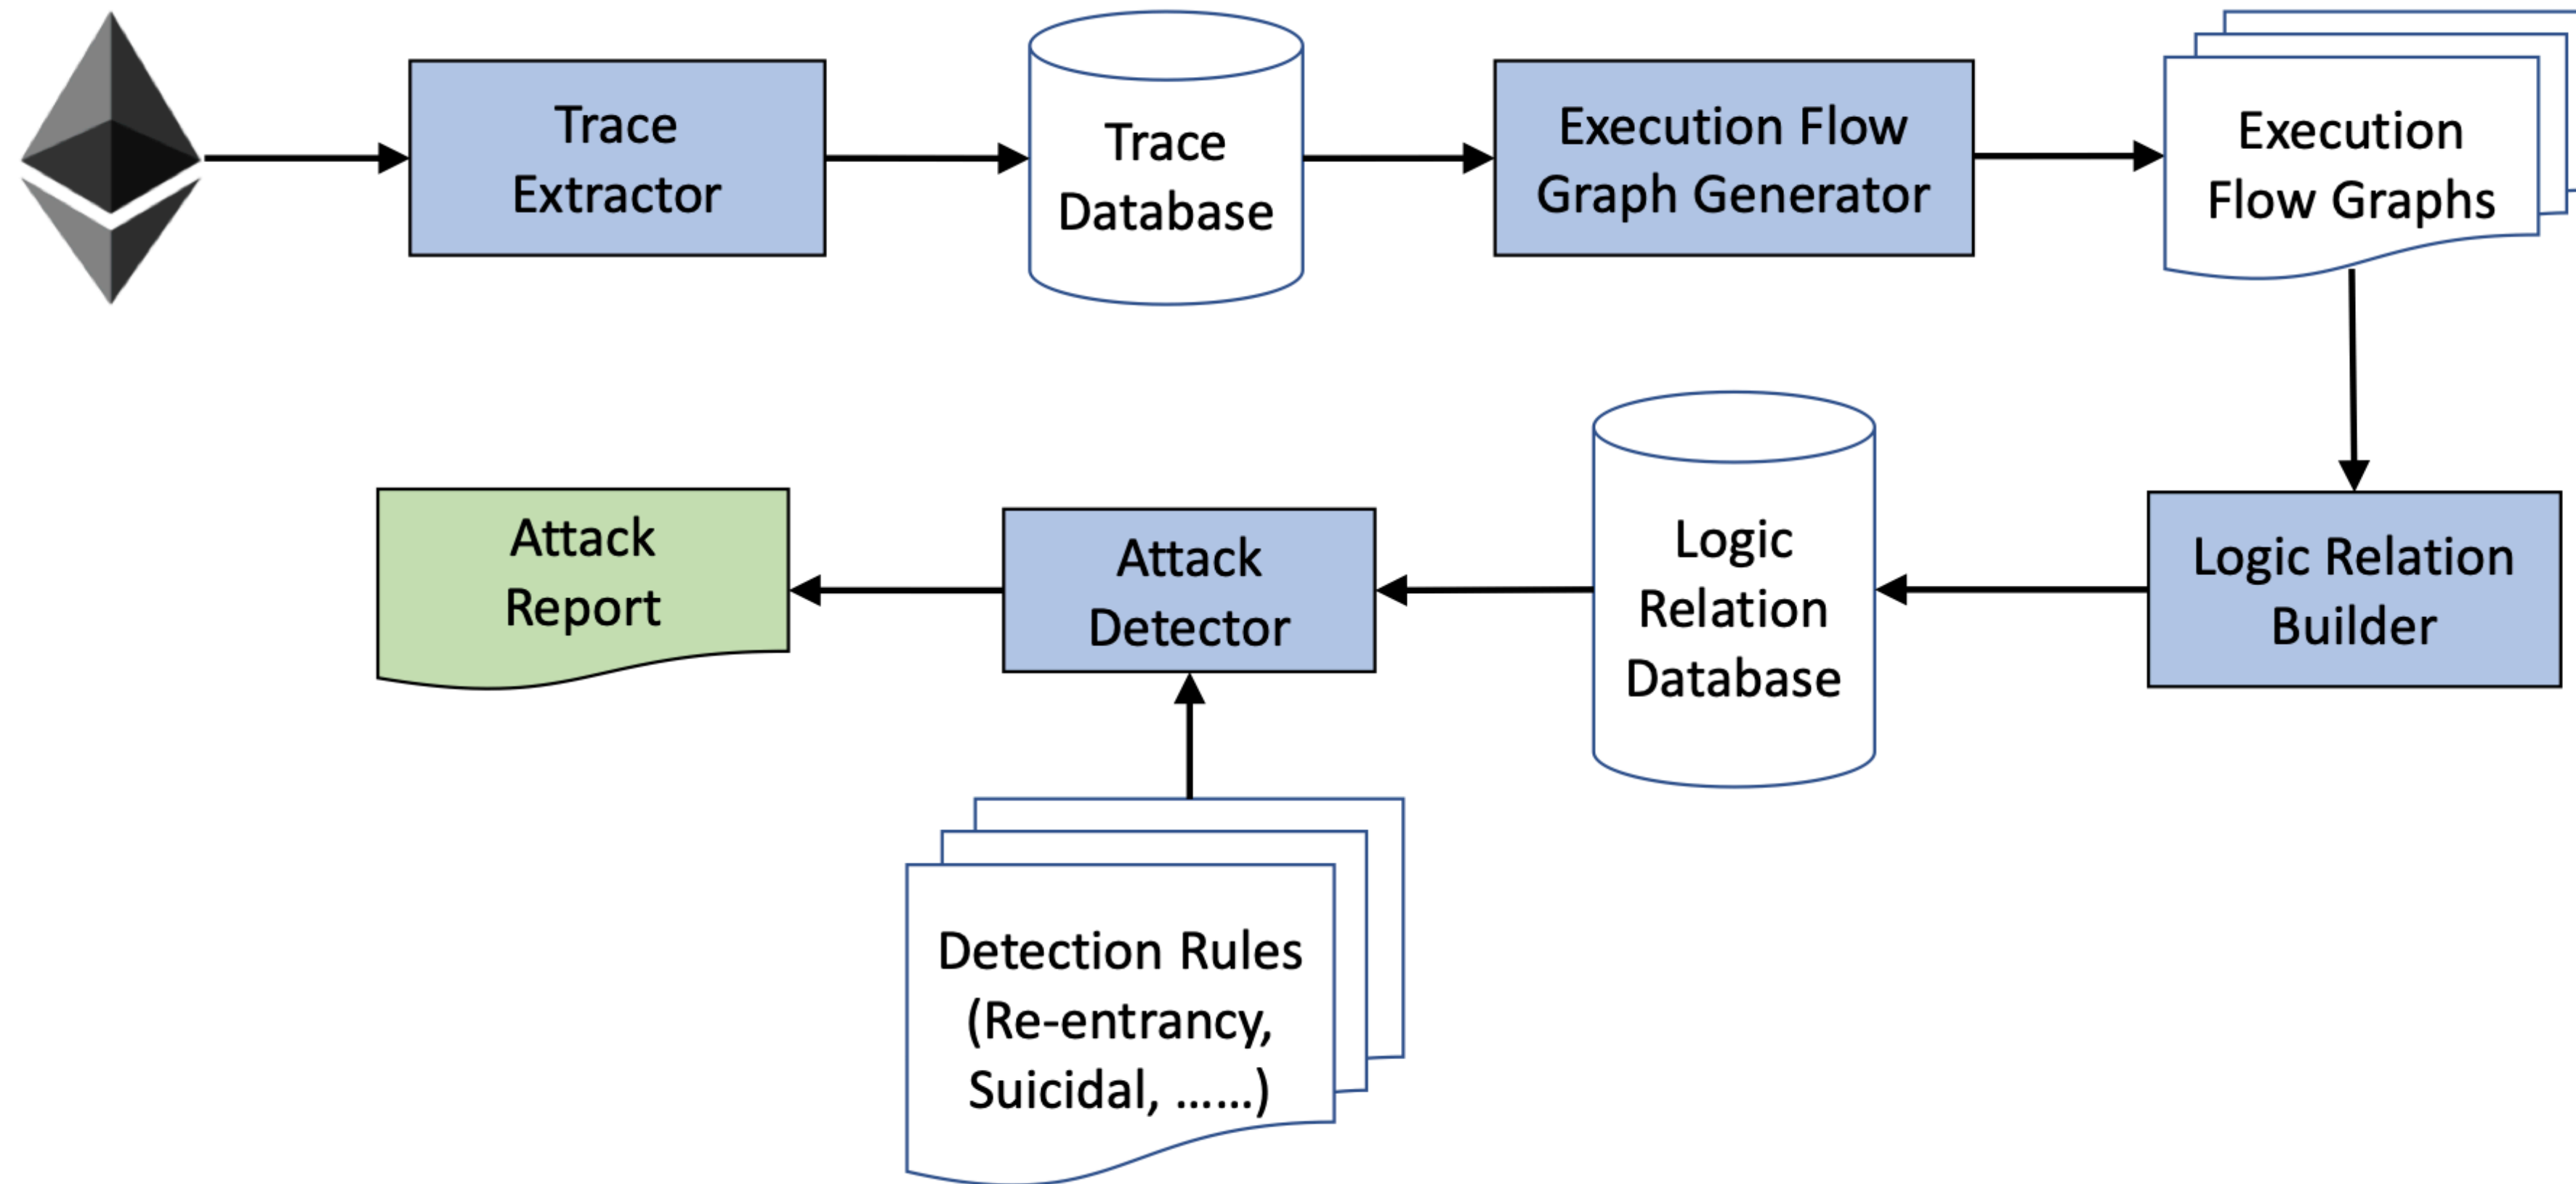 Trace
Extractor
Trace
Database
Execution Flow
Graph Generator
Execution
Flow Graphs
Attack
Report
Attack
Detector
Logic
Relation
Database
Logic Relation
Builder
Detection Rules
(Re-entrancy,
Suicidal, ……)